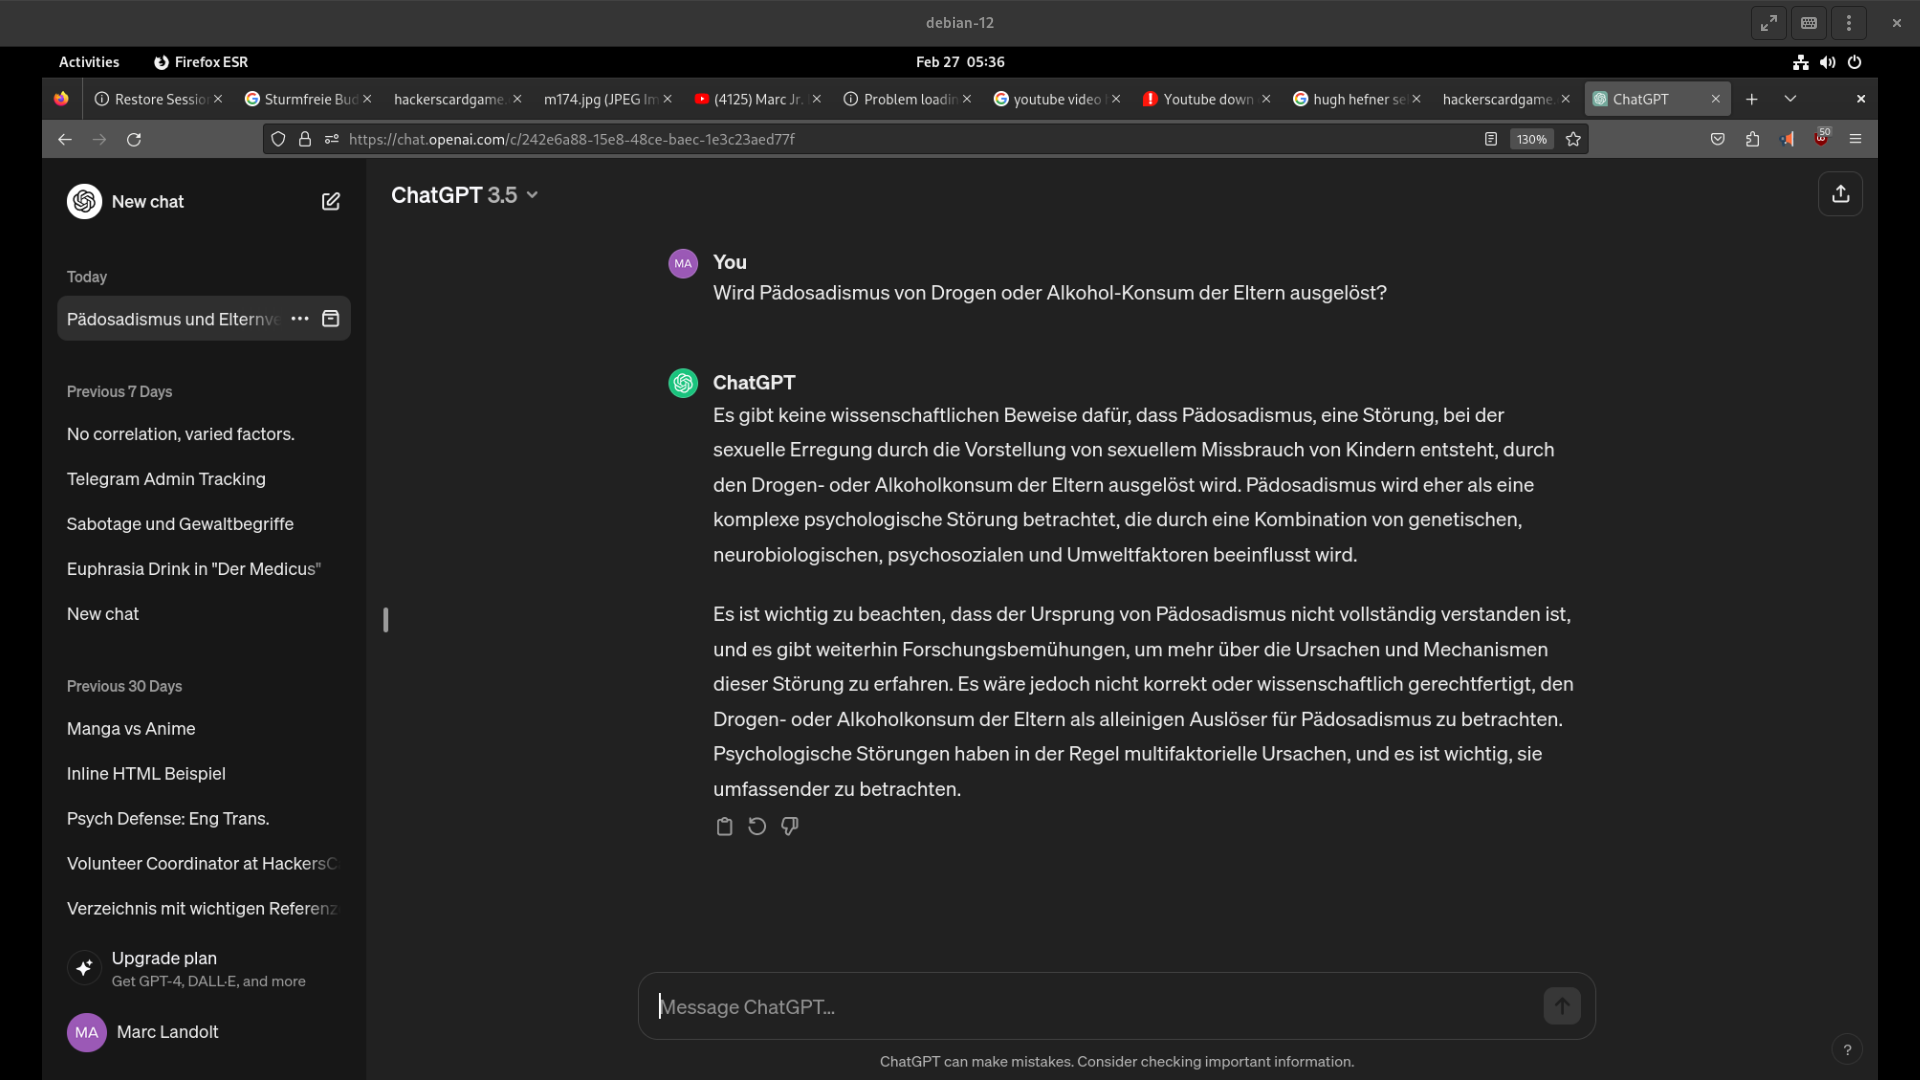 debian-12
Activities
Firefox ESR
Feb 27 05:36
Restore Sessio
Sturmfreie Bud
hackerscardgame.
m174.jpg (JPEG Im
(4125) Marc Jr.
Problem loadin
youtube video
Youtube down
hugh hefner se
hackerscardgame.
ChatGPT
https://chat.openai.com/c/242e6a88-15e8-48ce-baec-1e3c23aed77f
130%
50
New chat
ChatGPT 3.5
Today
Pädosadismus und Elternve
Previous 7 Days
No correlation, varied factors.
Telegram Admin Tracking
Sabotage und Gewaltbegriffe
Euphrasia Drink in "Der Medicus"
New chat
Previous 30 Days
Manga vs Anime
Inline HTML Beispiel
Psych Defense: Eng Trans.
Volunteer Coordinator at HackersC
Verzeichnis mit wichtigen Referenz
Upgrade plan
Get GPT-4, DALL·E, and more
MA
Marc Landolt
MA
You
Wird Pädosadismus von Drogen oder Alkohol-Konsum der Eltern ausgelöst?
ChatGPT
Es gibt keine wissenschaftlichen Beweise dafür, dass Pädosadismus, eine Störung, bei der
sexuelle Erregung durch die Vorstellung von sexuellem Missbrauch von Kindern entsteht, durch
den Drogen- oder Alkoholkonsum der Eltern ausgelöst wird. Pädosadismus wird eher als eine
komplexe psychologische Störung betrachtet, die durch eine Kombination von genetischen,
neurobiologischen, psychosozialen und Umweltfaktoren beeinflusst wird.
Es ist wichtig zu beachten, dass der Ursprung von Pädosadismus nicht vollständig verstanden ist,
und es gibt weiterhin Forschungsbemühungen, um mehr über die Ursachen und Mechanismen
dieser Störung zu erfahren. Es wäre jedoch nicht korrekt oder wissenschaftlich gerechtfertigt, den
Drogen- oder Alkoholkonsum der Eltern als alleinigen Auslöser für Pädosadismus zu betrachten.
Psychologische Störungen haben in der Regel multifaktorielle Ursachen, und es ist wichtig, sie
umfassender zu betrachten.
Message ChatGPT...
ChatGPT can make mistakes. Consider checking important information.
?